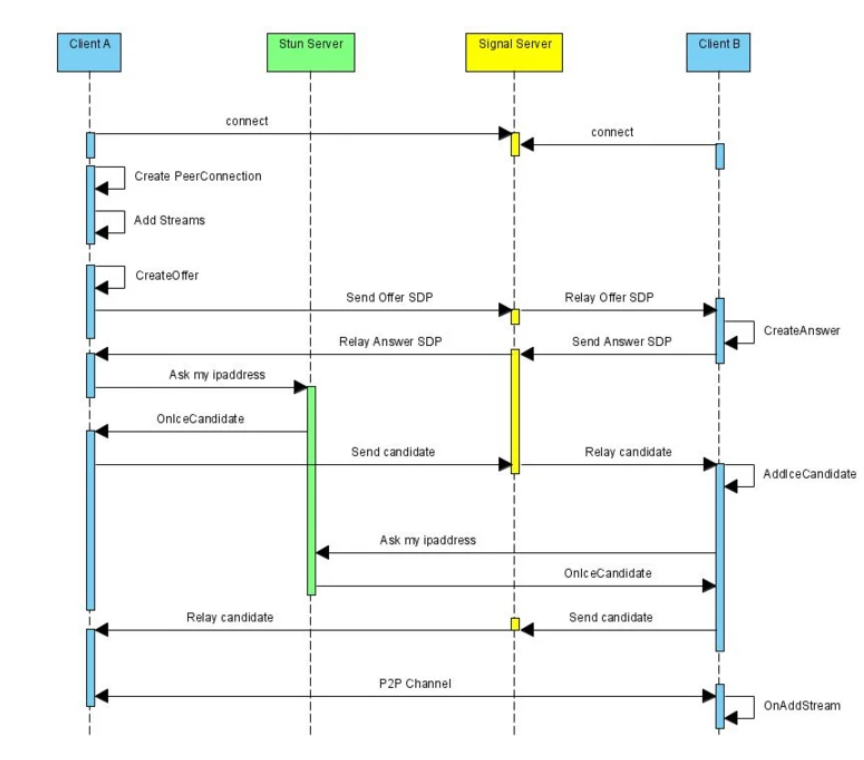 Client A
Stun Server
Signal Server
Client B
connect
connect
Create PeerConnection
Add Streams
CreateOffer
Send Offer SDP
Relay Offer SDP
CreateAnswer
Relay Answer SDP
Send Answer SDP
Ask my ipaddress
OnIceCandidate
Send candidate
Relay candidate
AddIceCandidate
Ask my ipaddress
OnIceCandidate
Relay candidate
Send candidate
P2P Channel
OnAddStream